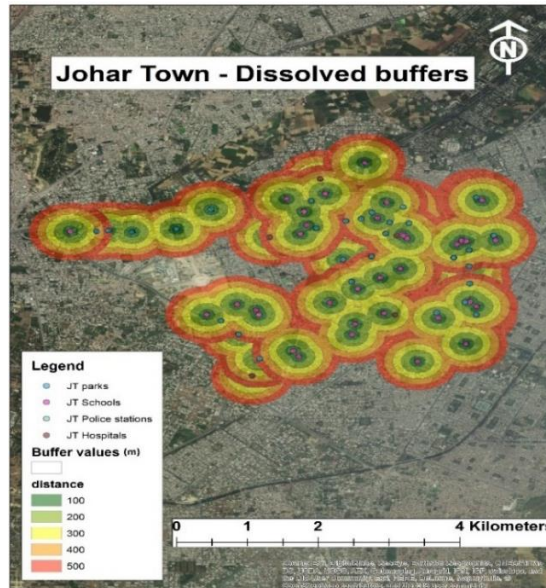 N
Johar Town - Dissolved buffers
Legend
JT parks
JT Schools
JT Police stations
JT Hospitals
Buffer values (m)
distance
100
200
300
400
500
0 1 2 4 Kilometers